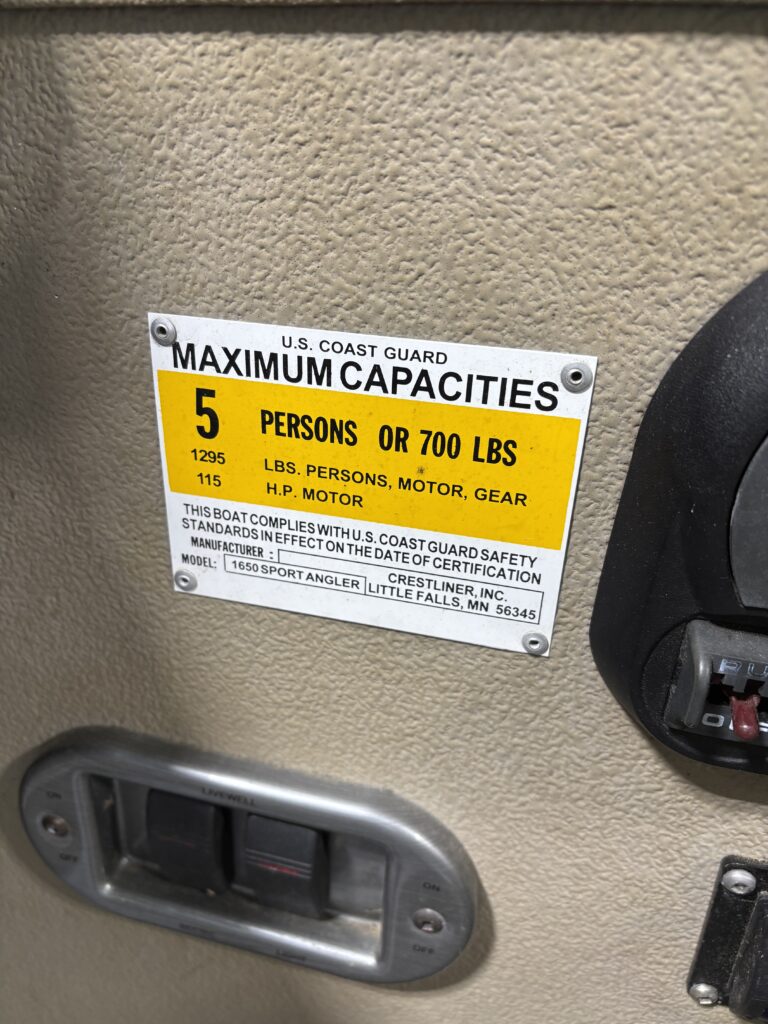 U.S. COAST GUARD
MAXIMUM CAPACITIES
5 PERSONS OR 700 LBS
1295 LBS. PERSONS, MOTOR, GEAR
115 H.P. MOTOR
THIS BOAT COMPLIES WITH U.S. COAST GUARD SAFETY
STANDARDS IN EFFECT ON THE DATE OF CERTIFICATION
MANUFACTURER : CRESTLINER, INC.
MODEL: 1650 SPORT ANGLER LITTLE FALLS, MN 56345
LIVEWELL
ON
OFF
ON
OFF